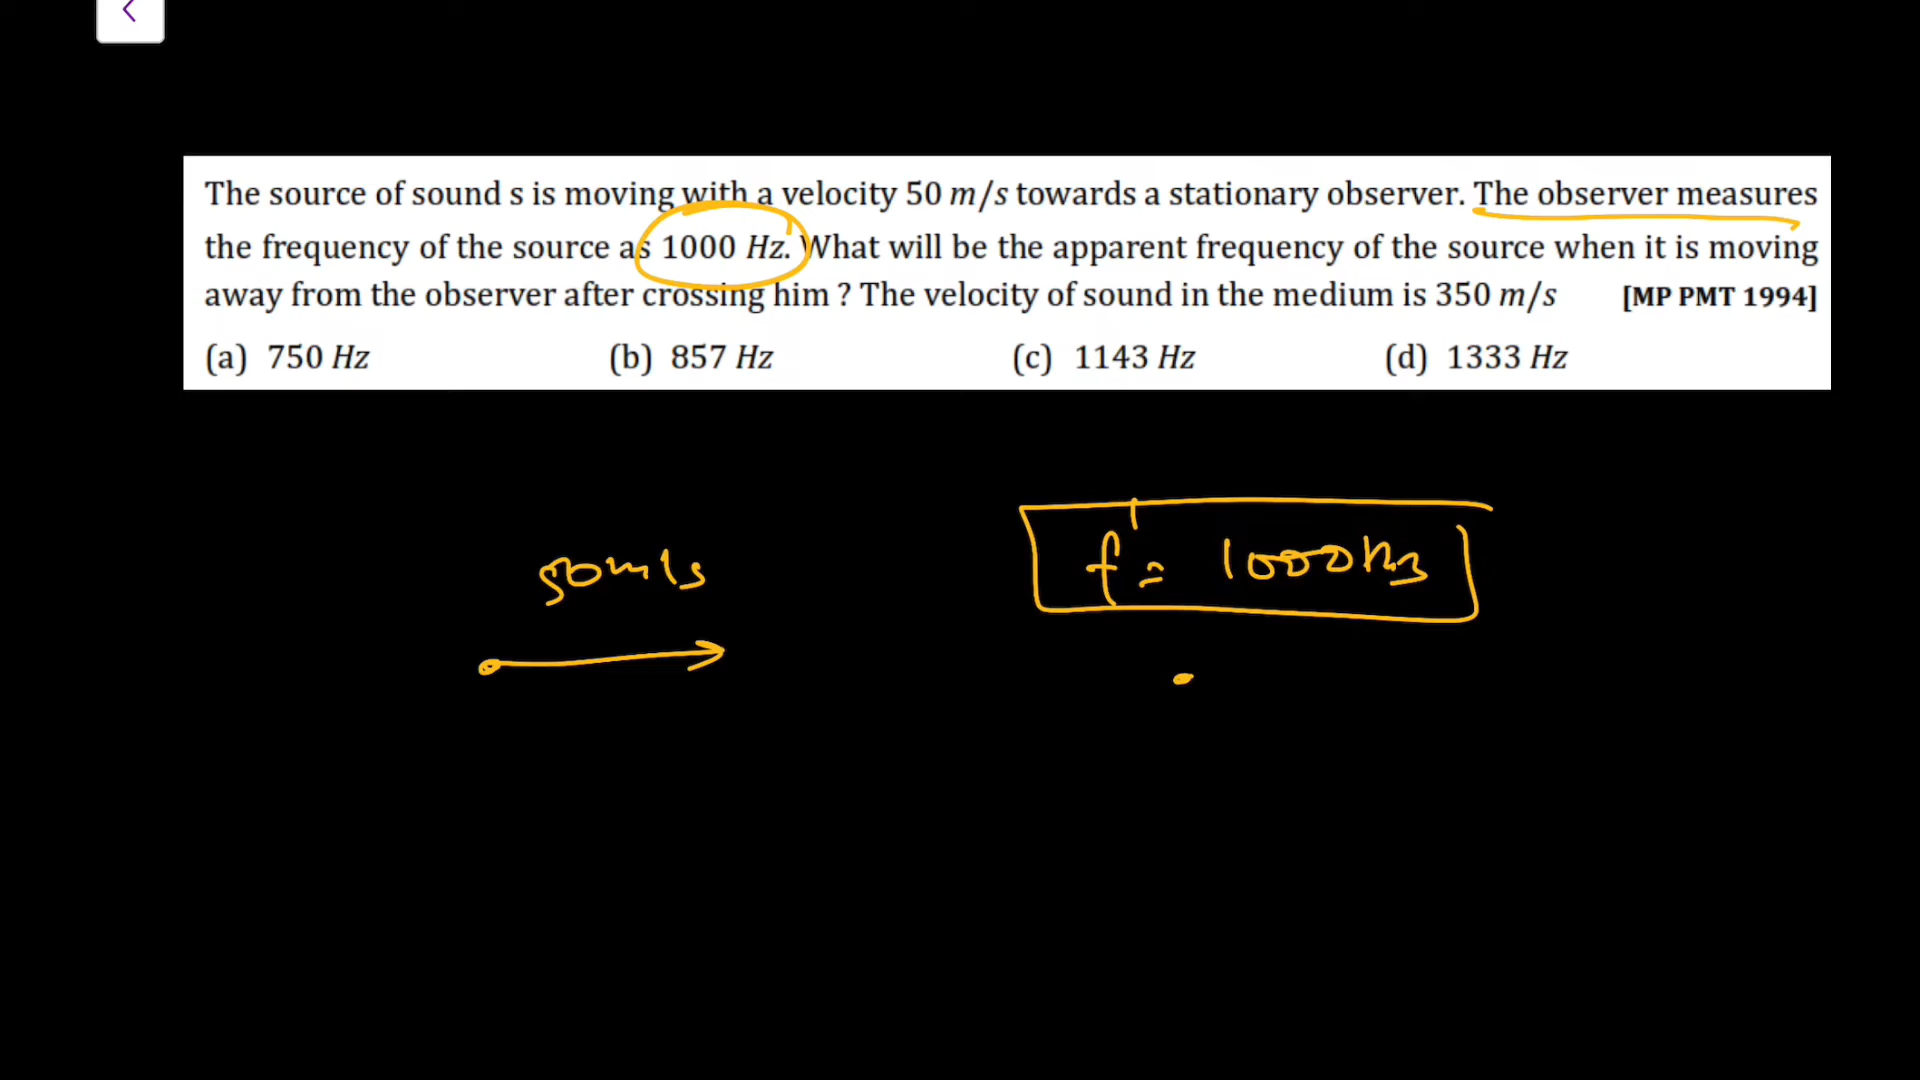 The source of sound s is moving with a velocity 50 m/s towards a stationary observer. The observer measures
the frequency of the source as 1000 Hz. What will be the apparent frequency of the source when it is moving
away from the observer after crossing him ? The velocity of sound in the medium is 350 m/s [MP PMT 1994]
(a) 750 Hz (b) 857 Hz (c) 1143 Hz (d) 1333 Hz
f' = 1000Hz
50m/s